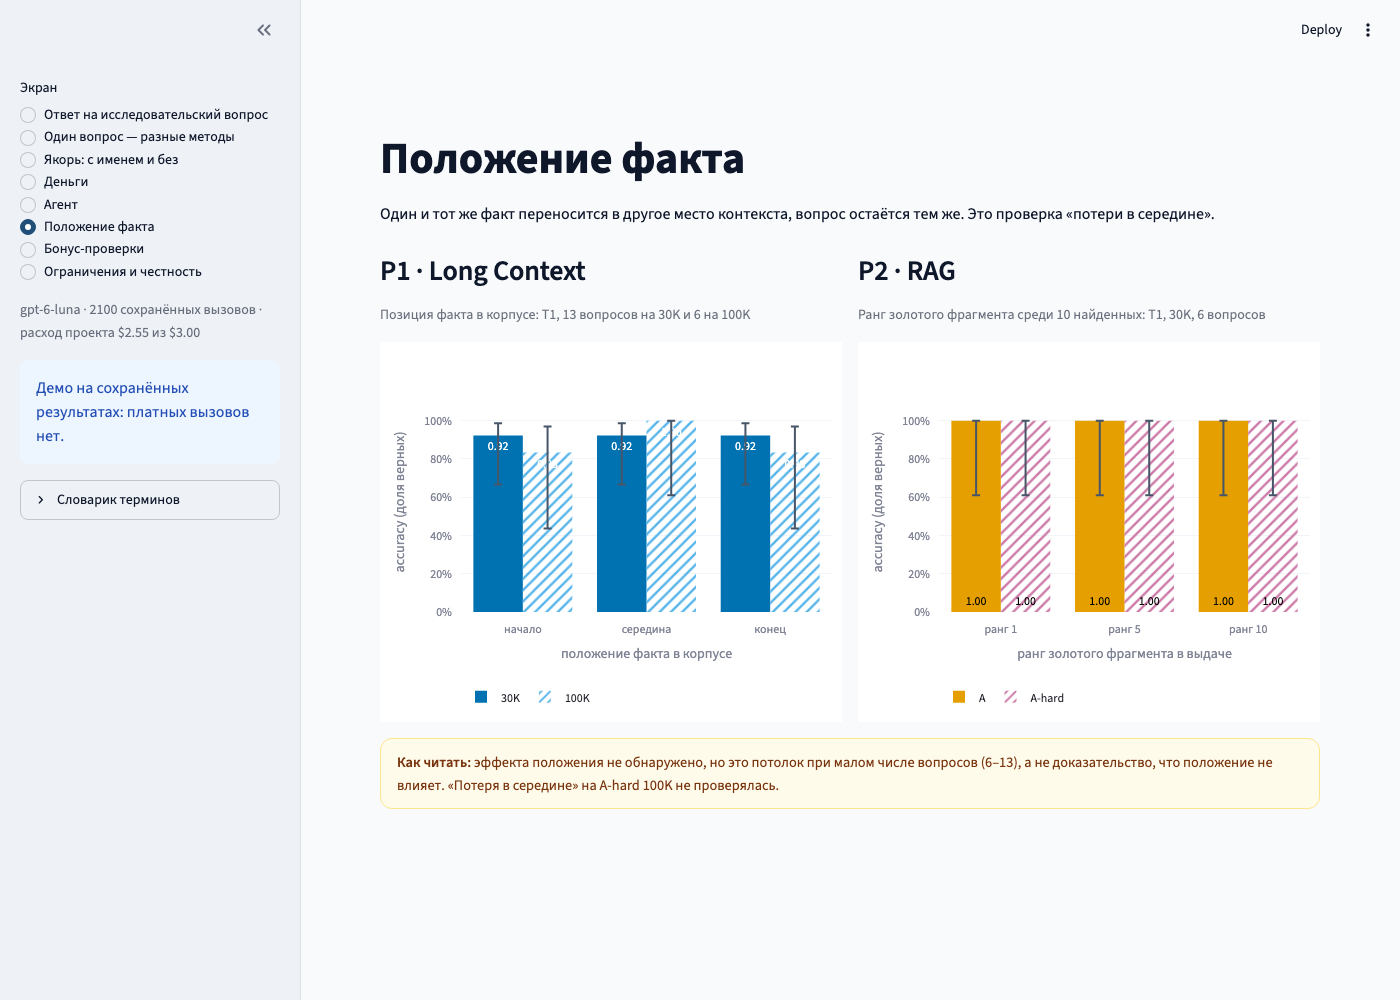 Deploy
Экран
Ответ на исследовательский вопрос
Один вопрос — разные методы
Якорь: с именем и без
Деньги
Агент
Положение факта
Бонус-проверки
Ограничения и честность
gpt-6-luna · 2100 сохранённых вызовов ·
расход проекта $2.55 из $3.00
Демо на сохранённых
результатах: платных вызовов
нет.
Словарик терминов
Положение факта
Один и тот же факт переносится в другое место контекста, вопрос остаётся тем же. Это проверка «потери в середине».
P1 · Long Context
Позиция факта в корпусе: T1, 13 вопросов на 30K и 6 на 100K
accuracy (доля верных)
100%
80%
60%
40%
20%
0%
0.92
0.92
0.92
начало
середина
конец
положение факта в корпусе
30K
100K
P2 · RAG
Ранг золотого фрагмента среди 10 найденных: T1, 30K, 6 вопросов
accuracy (доля верных)
100%
80%
60%
40%
20%
0%
1.00
1.00
1.00
1.00
1.00
1.00
ранг 1
ранг 5
ранг 10
ранг золотого фрагмента в выдаче
A
A-hard
Как читать: эффекта положения не обнаружено, но это потолок при малом числе вопросов (6–13), а не доказательство, что положение не
влияет. «Потеря в середине» на A-hard 100K не проверялась.